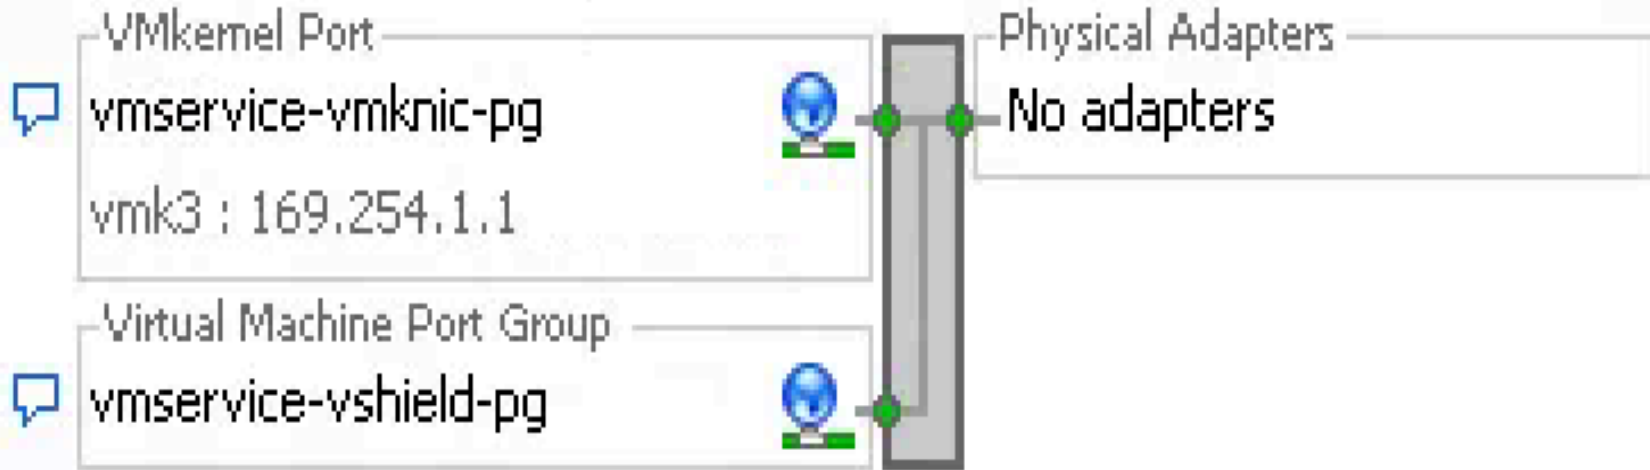 VMkernel Port
vmservice-vmknic-pg
vmk3 : 169.254.1.1
Physical Adapters
No adapters
Virtual Machine Port Group
vmservice-vshield-pg